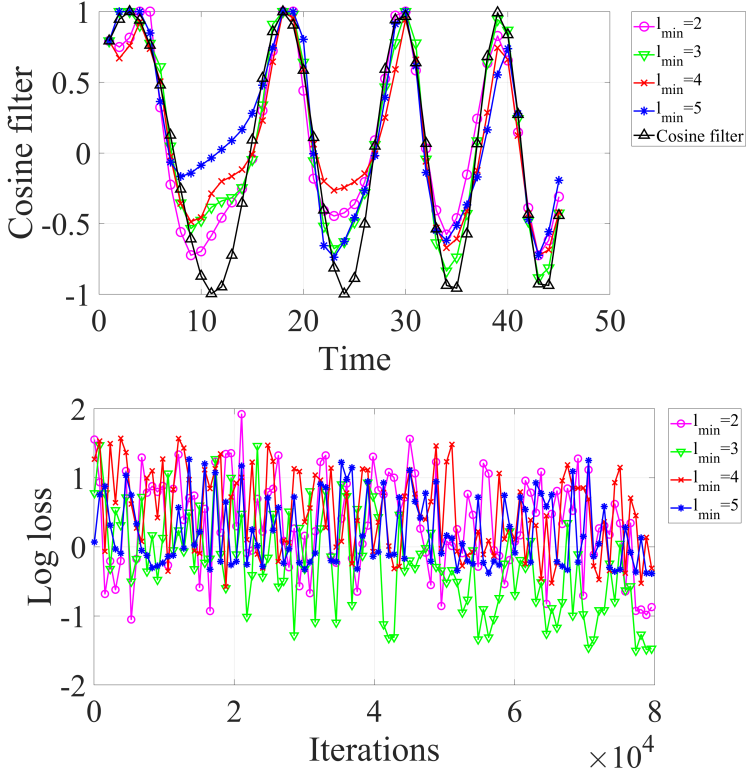 1
0.5
0
-0.5
-1
0
10
20
30
40
50
Cosine filter
Time
l_min=2
l_min=3
l_min=4
l_min=5
Cosine filter
2
1
0
-1
-2
0
2
4
6
8
Log loss
Iterations
×10^4
l_min=2
l_min=3
l_min=4
l_min=5